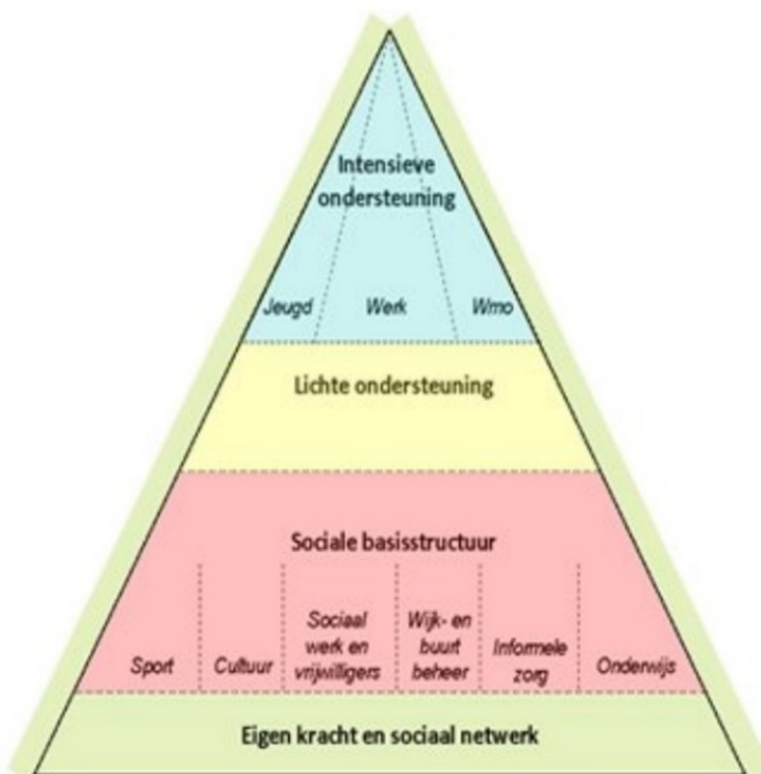 Intensieve
ondersteuning
Jeugd Werk Wmo
Lichte ondersteuning
Sociale basisstructuur
Sport
Cultuur
Sociaal
werk en
vrijwilligers
Wijk- en
buurt
beheer
Informele
zorg
Onderwijs
Eigen kracht en sociaal netwerk